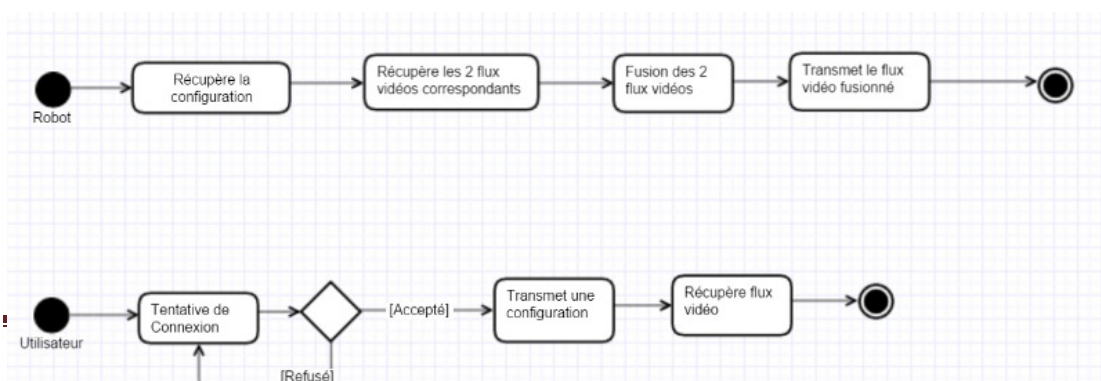 Robot
Récupère la
configuration
Récupère les 2 flux
vidéos correspondants
Fusion des 2
flux vidéos
Transmet le flux
vidéo fusionné
Utilisateur
Tentative de
Connexion
[Accepté]
[Refusé]
Transmet une
configuration
Récupère flux
vidéo